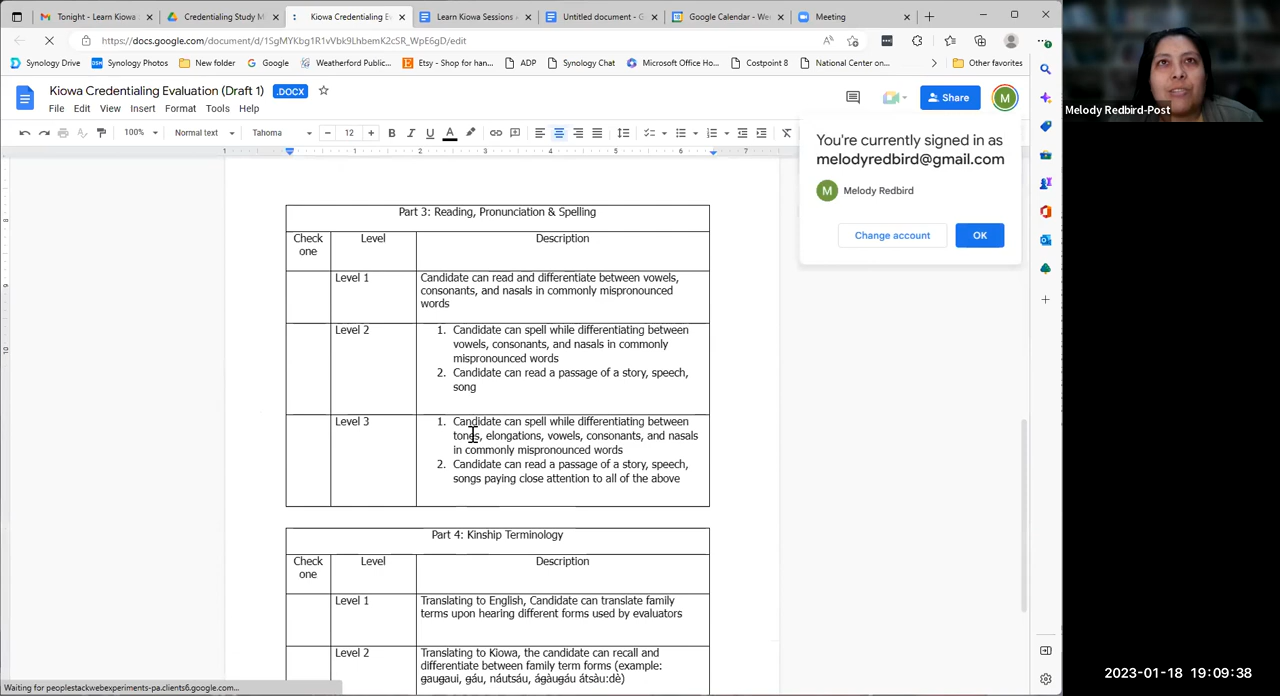 Tonight - Learn Kiowa
Credentialing Study M
Kiowa Credentialing Ev
Learn Kiowa Sessions
Untitled document - G
Google Calendar - We
Meeting
https://docs.google.com/document/d/1SgMYKbg1R1vVbk9LhbemK2cSR_WpE6gD/edit
Synology Drive
Synology Photos
New folder
Google
Weatherford Public...
Etsy - Shop for han...
ADP
Synology Chat
Microsoft Office Ho...
Costpoint 8
National Center on...
Other favorites
Kiowa Credentialing Evaluation (Draft 1)
.DOCX
Share
M
File Edit View Insert Format Tools Help
100% Normal text Tahoma 12
You're currently signed in as
melodyredbird@gmail.com
M
Melody Redbird
Change account
OK
Part 3: Reading, Pronunciation & Spelling
Check
one
Level
Description
Level 1
Candidate can read and differentiate between vowels,
consonants, and nasals in commonly mispronounced
words
Level 2
1. Candidate can spell while differentiating between
vowels, consonants, and nasals in commonly
mispronounced words
2. Candidate can read a passage of a story, speech,
song
Level 3
1. Candidate can spell while differentiating between
tones, elongations, vowels, consonants, and nasals
in commonly mispronounced words
2. Candidate can read a passage of a story, speech,
songs paying close attention to all of the above
Part 4: Kinship Terminology
Check
one
Level
Description
Level 1
Translating to English, Candidate can translate family
terms upon hearing different forms used by evaluators
Level 2
Translating to Kiowa, the candidate can recall and
differentiate between family term forms (example:
Waiting for peoplestackwebexperiments-pa.clients6.google.com...
Melody Redbird-Post
2023-01-18 19:09:38